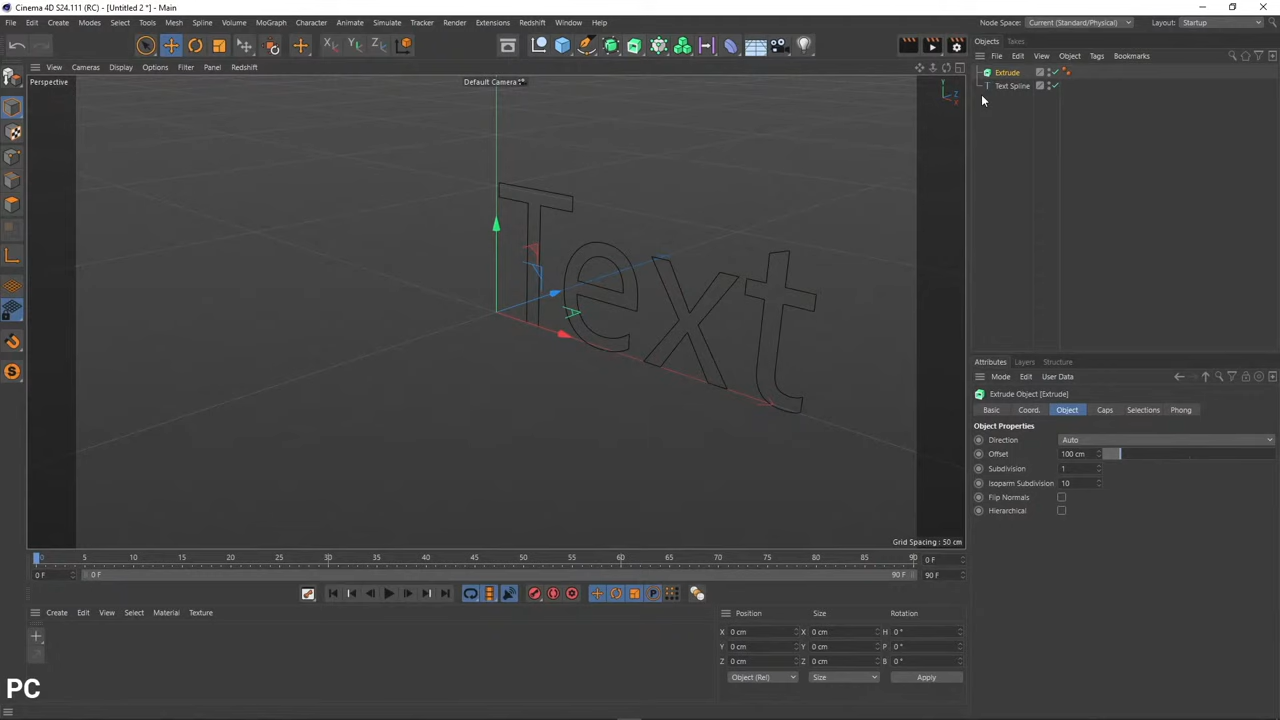 Cinema 4D S24.111 (RC) - [Untitled 2 *] - Main
File Edit Create Modes Select Tools Mesh Spline Volume MoGraph Character Animate Simulate Tracker Render Extensions Redshift Window Help
Node Space: Current (Standard/Physical) Layout: Startup
Objects Takes
File Edit View Object Tags Bookmarks
View Cameras Display Options Filter Panel Redshift
Extrude
Perspective
Default Camera
Text Spline
Y
Z
X
Text
Attributes Layers Structure
Mode Edit User Data
Extrude Object [Extrude]
Basic Coord. Object Caps Selections Phong
Object Properties
Direction Auto
Offset 100 cm
Subdivision 1
Isoparm Subdivision 10
Flip Normals
Hierarchical
Grid Spacing : 50 cm
0 5 10 15 20 25 30 35 40 45 50 55 60 65 70 75 80 85 90 0 F
0 F 0 F 90 F 90 F
Create Edit View Select Material Texture
Position Size Rotation
X 0 cm X 0 cm H 0 °
Y 0 cm Y 0 cm P 0 °
Z 0 cm Z 0 cm B 0 °
Object (Rel) Size Apply
PC